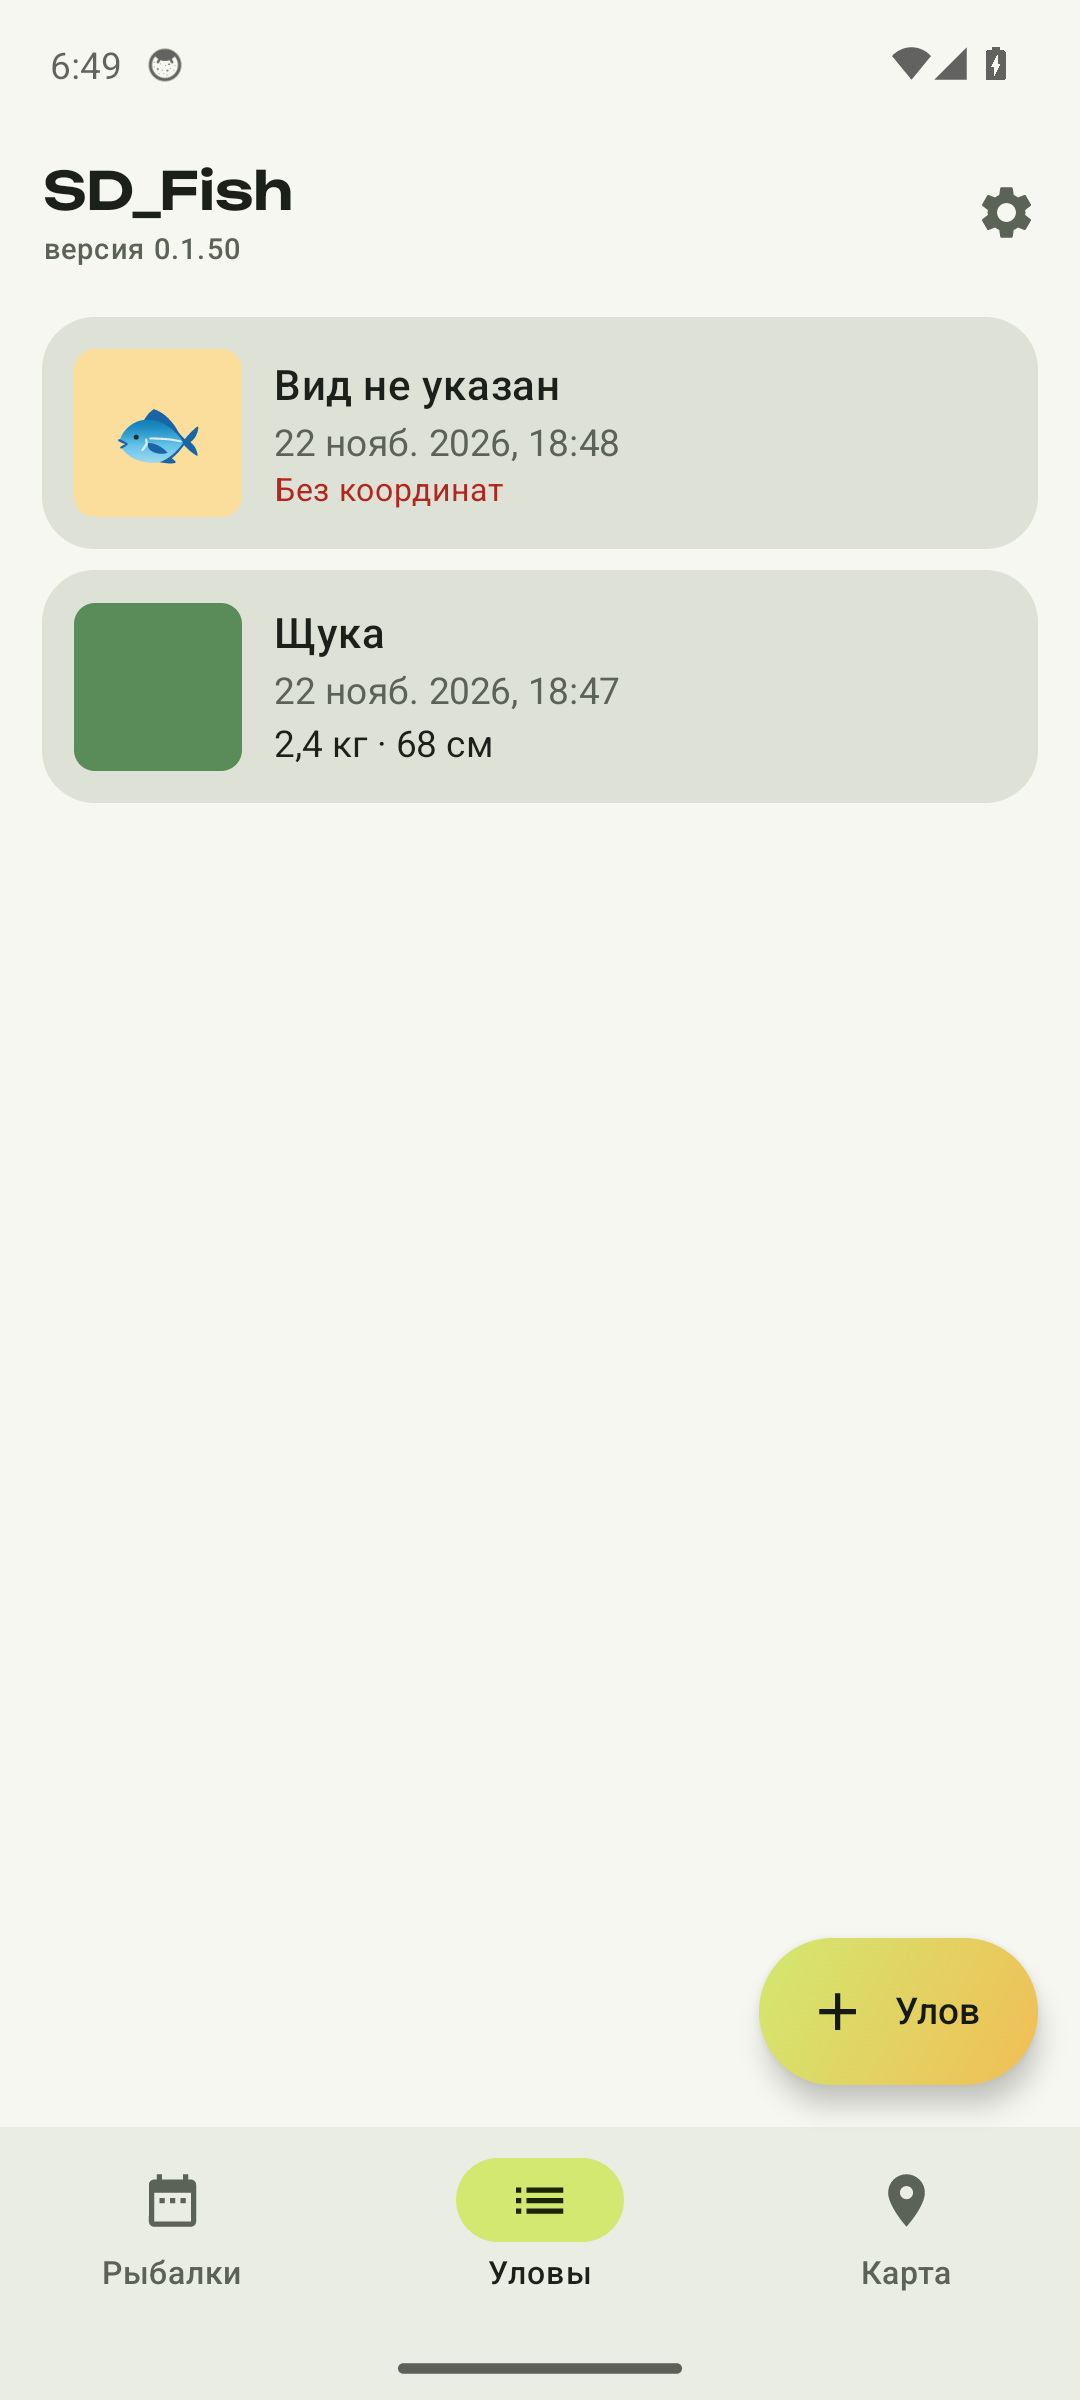 6:49
SD_Fish
версия 0.1.50
Вид не указан
22 нояб. 2026, 18:48
Без координат
Щука
22 нояб. 2026, 18:47
2,4 кг · 68 см
+ Улов
Рыбалки
Уловы
Карта